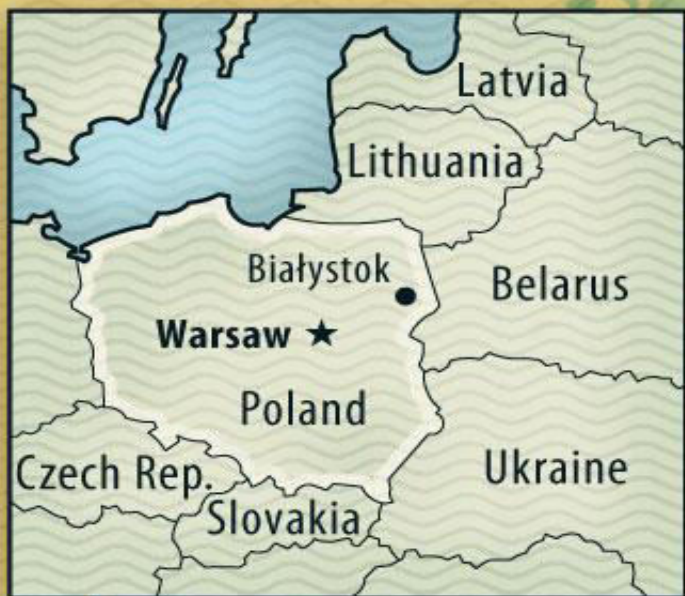 Latvia
Lithuania
Białystok
Belarus
Warsaw
Poland
Czech Rep.
Ukraine
Slovakia